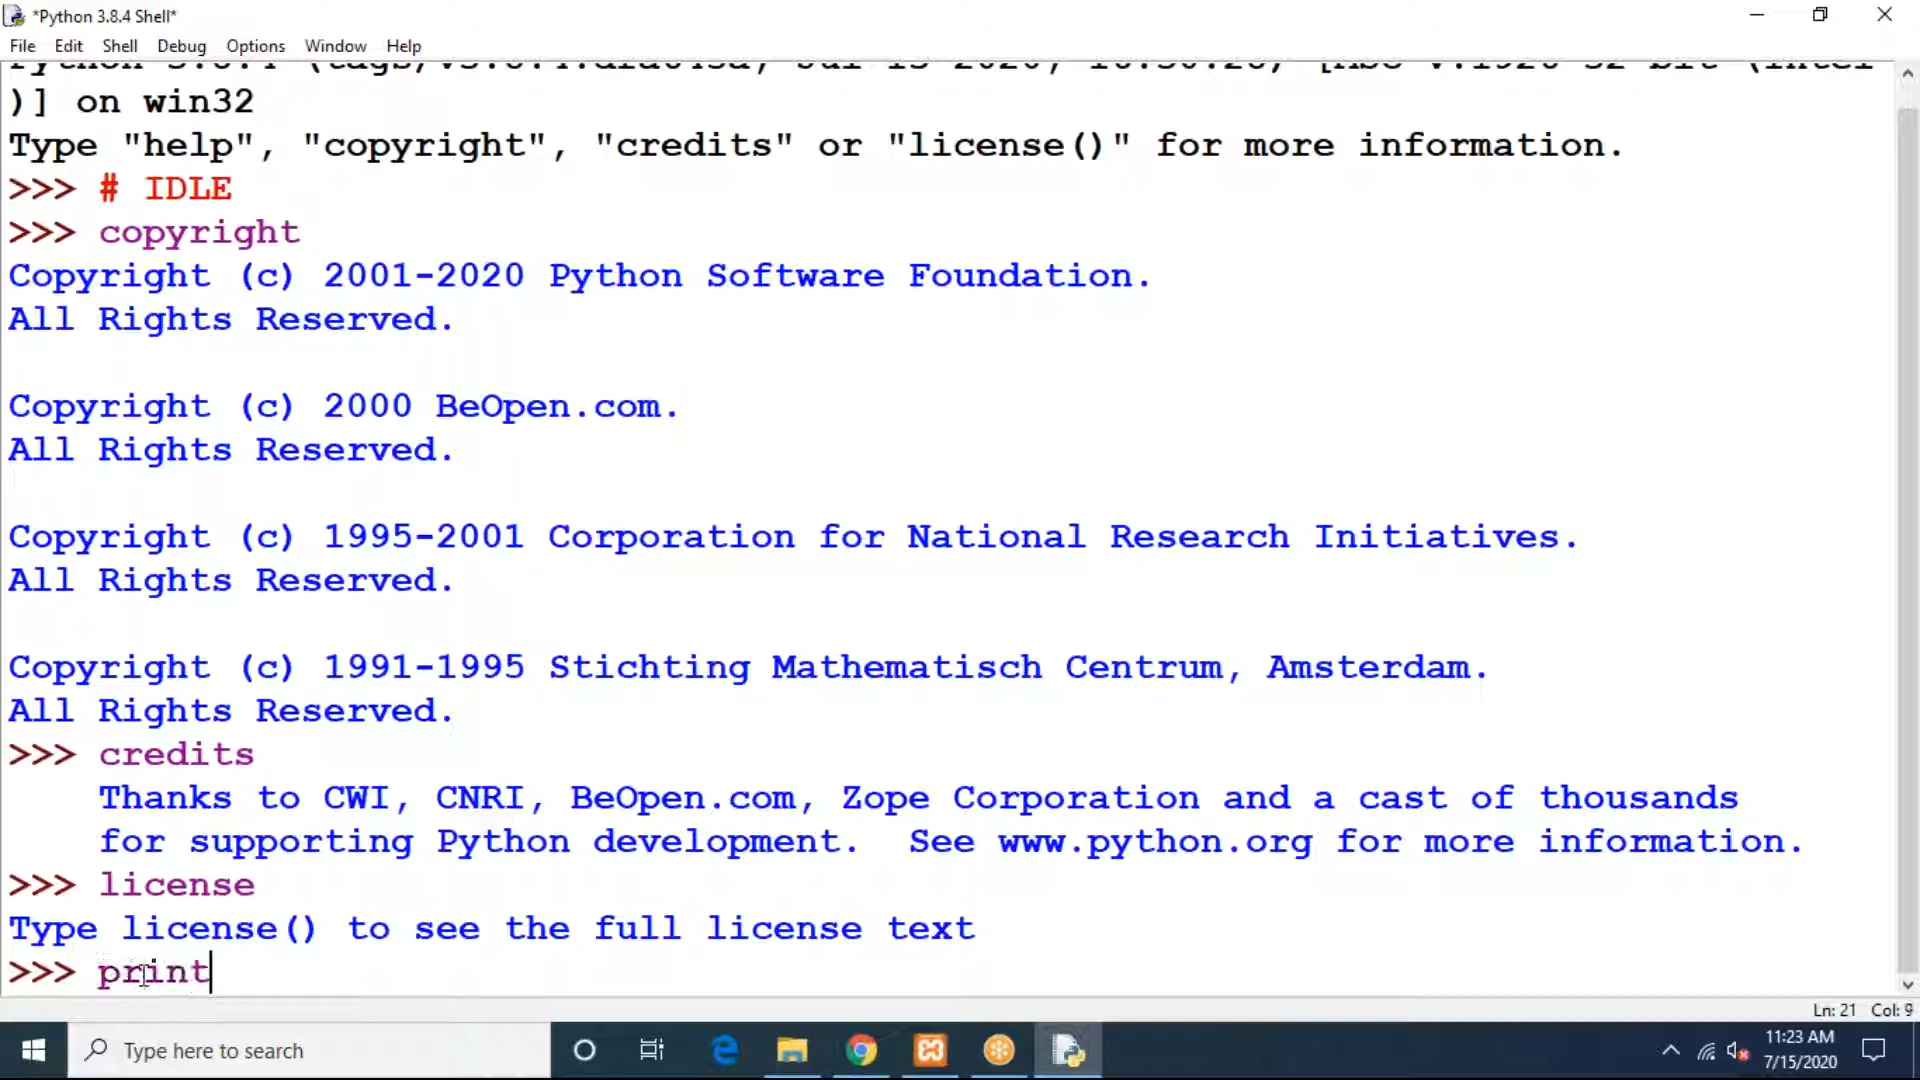 *Python 3.8.4 Shell*
File Edit Shell Debug Options Window Help
)] on win32
Type "help", "copyright", "credits" or "license()" for more information.
>>> # IDLE
>>> copyright
Copyright (c) 2001-2020 Python Software Foundation.
All Rights Reserved.
Copyright (c) 2000 BeOpen.com.
All Rights Reserved.
Copyright (c) 1995-2001 Corporation for National Research Initiatives.
All Rights Reserved.
Copyright (c) 1991-1995 Stichting Mathematisch Centrum, Amsterdam.
All Rights Reserved.
>>> credits
Thanks to CWI, CNRI, BeOpen.com, Zope Corporation and a cast of thousands
for supporting Python development. See www.python.org for more information.
>>> license
Type license() to see the full license text
>>> print
Ln: 21 Col: 9
Type here to search
11:23 AM
7/15/2020